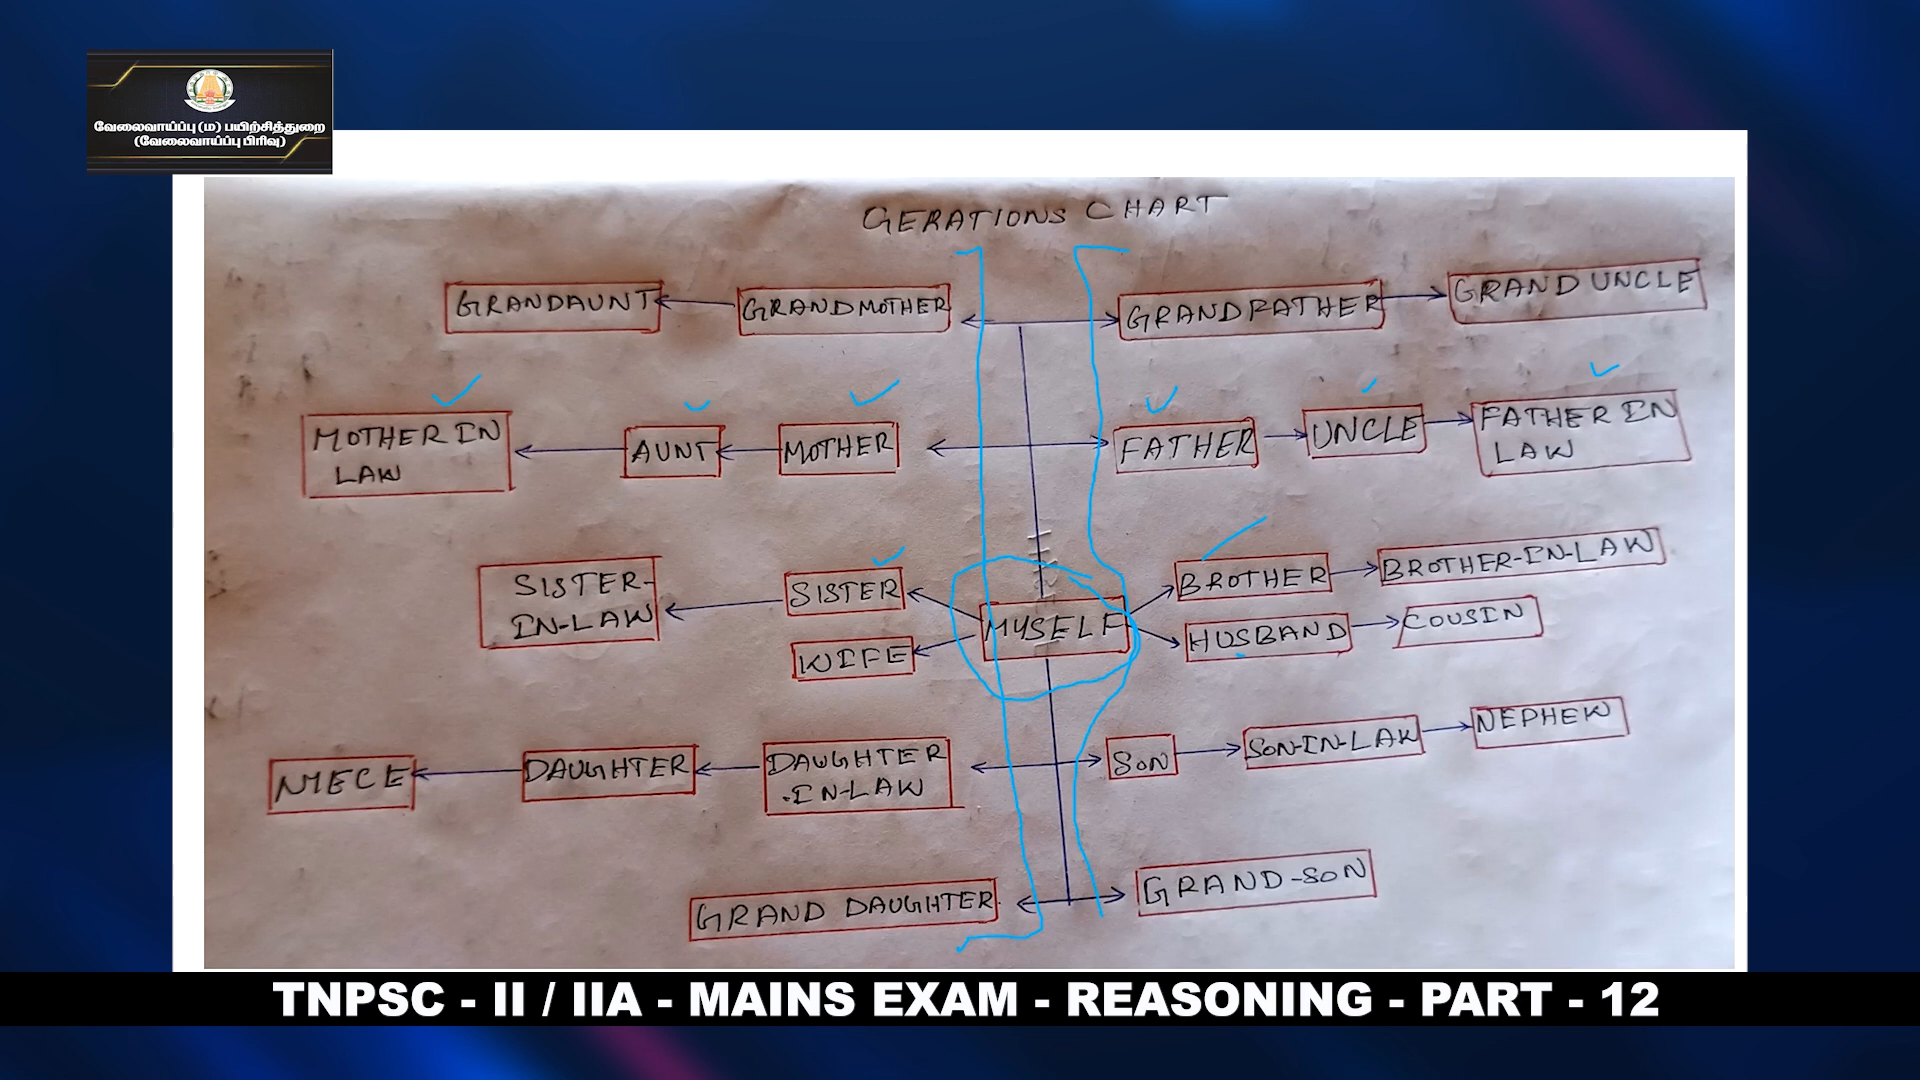 வேலைவாய்ப்பு (ம) பயிற்சித்துறை
(வேலைவாய்ப்பு பிரிவு)
GERATIONS CHART
GRANDAUNT GRANDMOTHER GRANDFATHER GRAND UNCLE
MOTHER IN LAW AUNT MOTHER FATHER UNCLE FATHER IN LAW
SISTER-IN-LAW SISTER BROTHER BROTHER-IN-LAW
WIFE MYSELF HUSBAND COUSIN
NIECE DAUGHTER DAUGHTER-IN-LAW SON SON-IN-LAW NEPHEW
GRAND DAUGHTER GRAND-SON
TNPSC - II / IIA - MAINS EXAM - REASONING - PART - 12